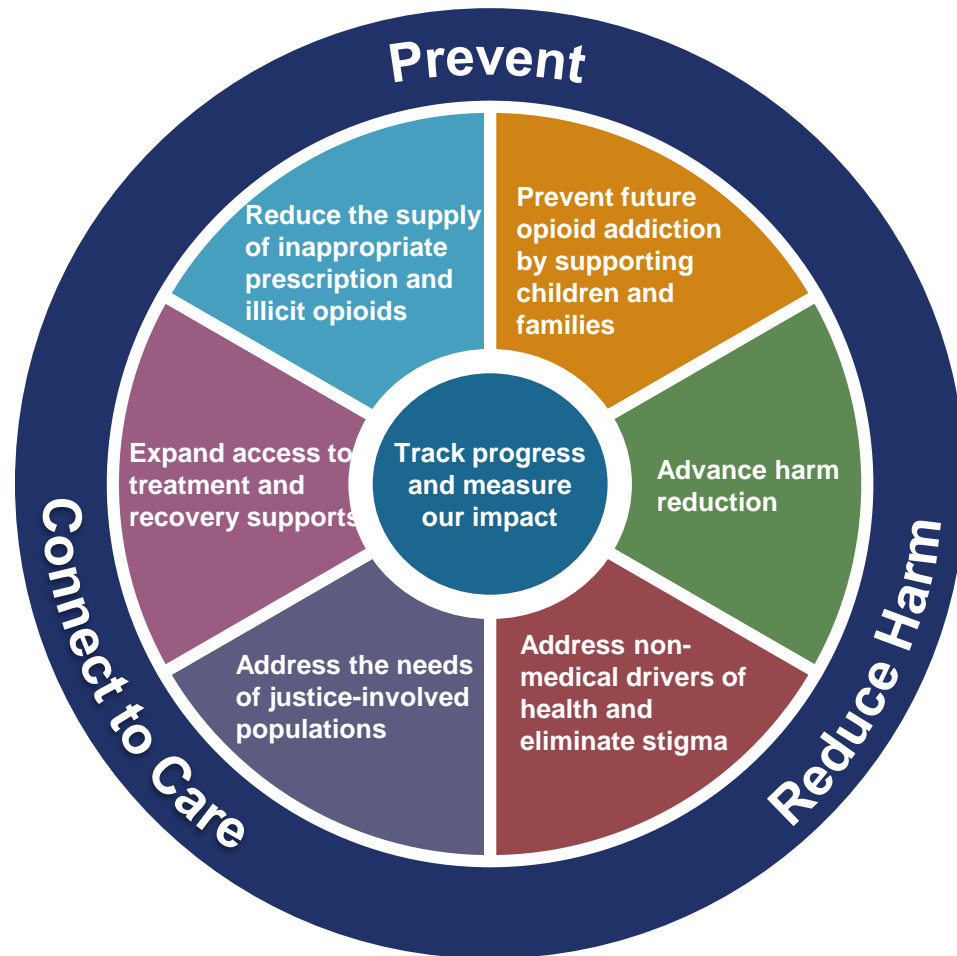 Prevent
Reduce the supply
of inappropriate
prescription and
illicit opioids
Prevent future
opioid addiction
by supporting
children and
families
Expand access to
treatment and
recovery supports
Track progress
and measure
our impact
Advance harm
reduction
Address the needs
of justice-involved
populations
Address non-
medical drivers of
health and
eliminate stigma
Connect to Care
Reduce Harm